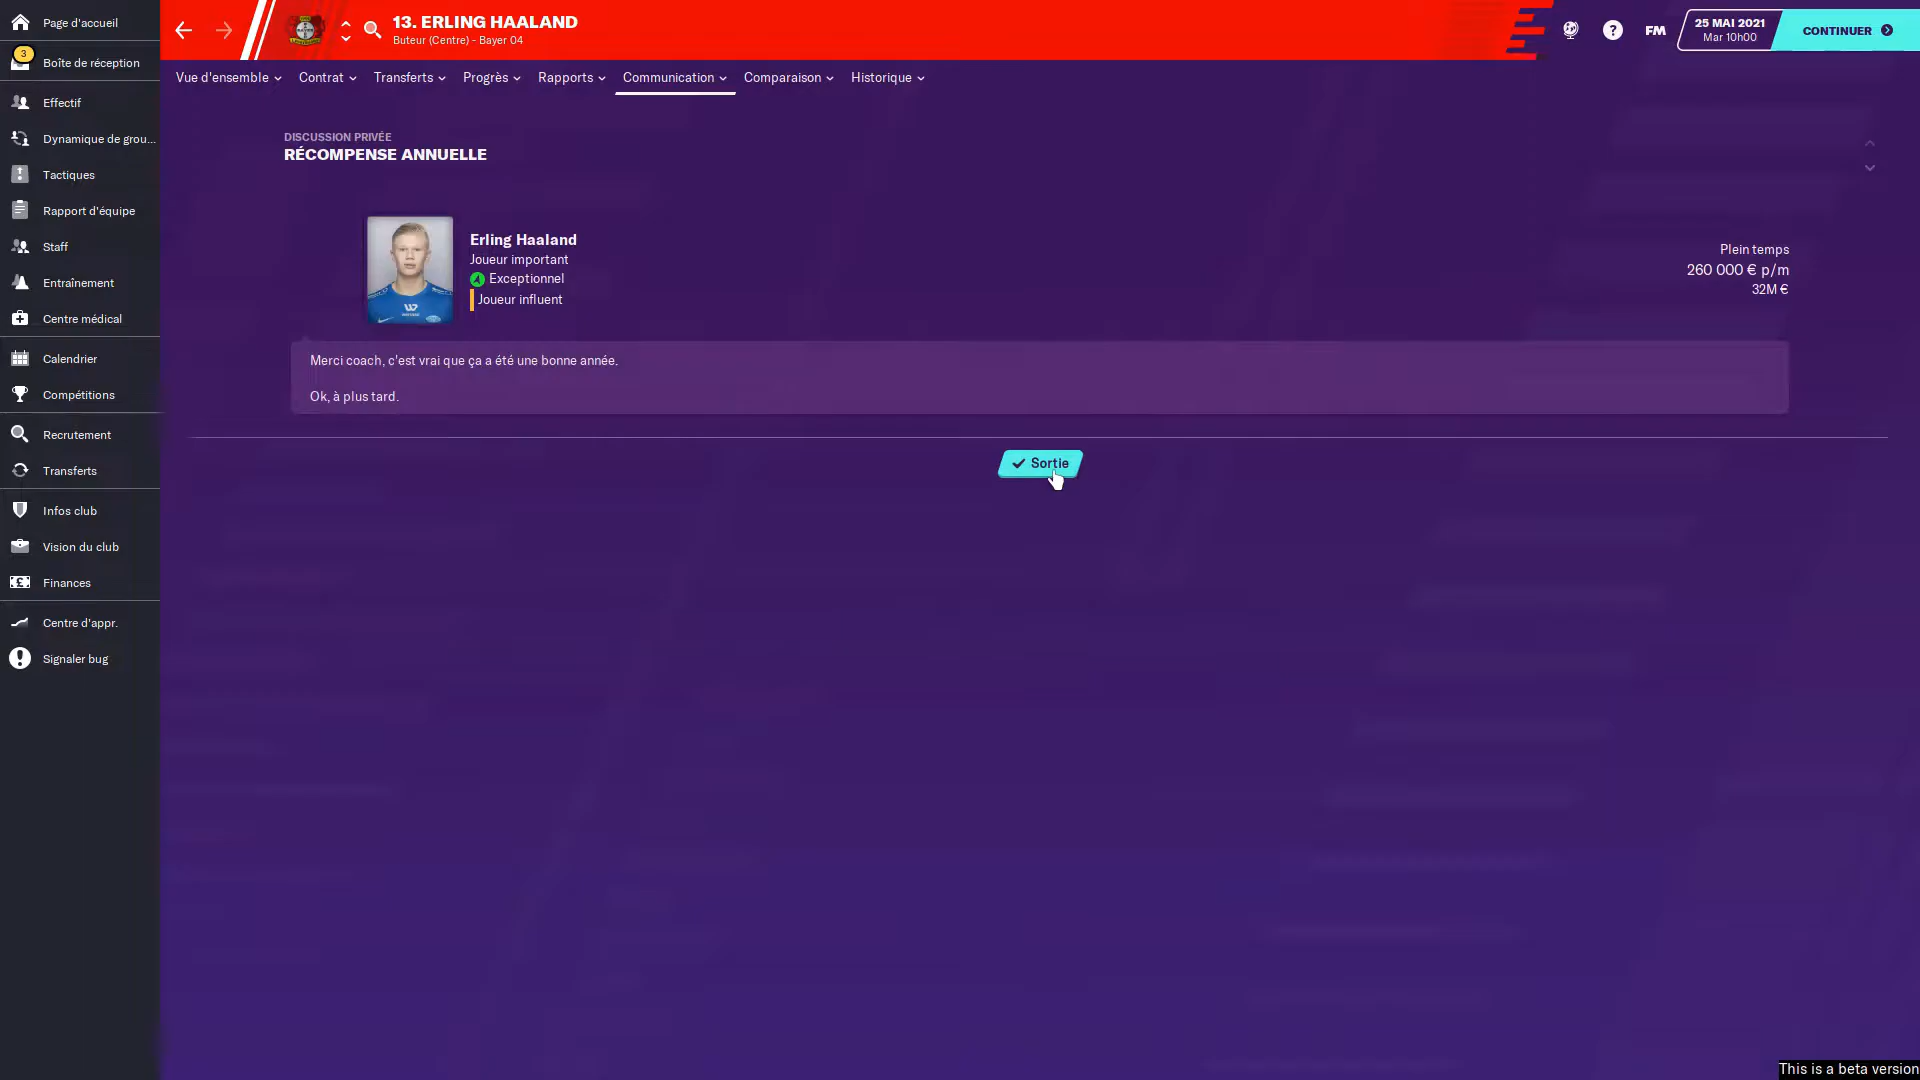 Page d'accueil
3
Boîte de réception
Effectif
Dynamique de grou...
Tactiques
Rapport d'équipe
Staff
Entraînement
Centre médical
Calendrier
Compétitions
Recrutement
Transferts
Infos club
Vision du club
Finances
Centre d'appr.
Signaler bug
13. ERLING HAALAND
Buteur (Centre) - Bayer 04
?
FM
25 MAI 2021
Mar 10h00
CONTINUER
Vue d'ensemble
Contrat
Transferts
Progrès
Rapports
Communication
Comparaison
Historique
DISCUSSION PRIVÉE
RÉCOMPENSE ANNUELLE
Erling Haaland
Joueur important
Exceptionnel
Joueur influent
Plein temps
260 000 € p/m
32M €
Merci coach, c'est vrai que ça a été une bonne année.
Ok, à plus tard.
Sortie
This is a beta version